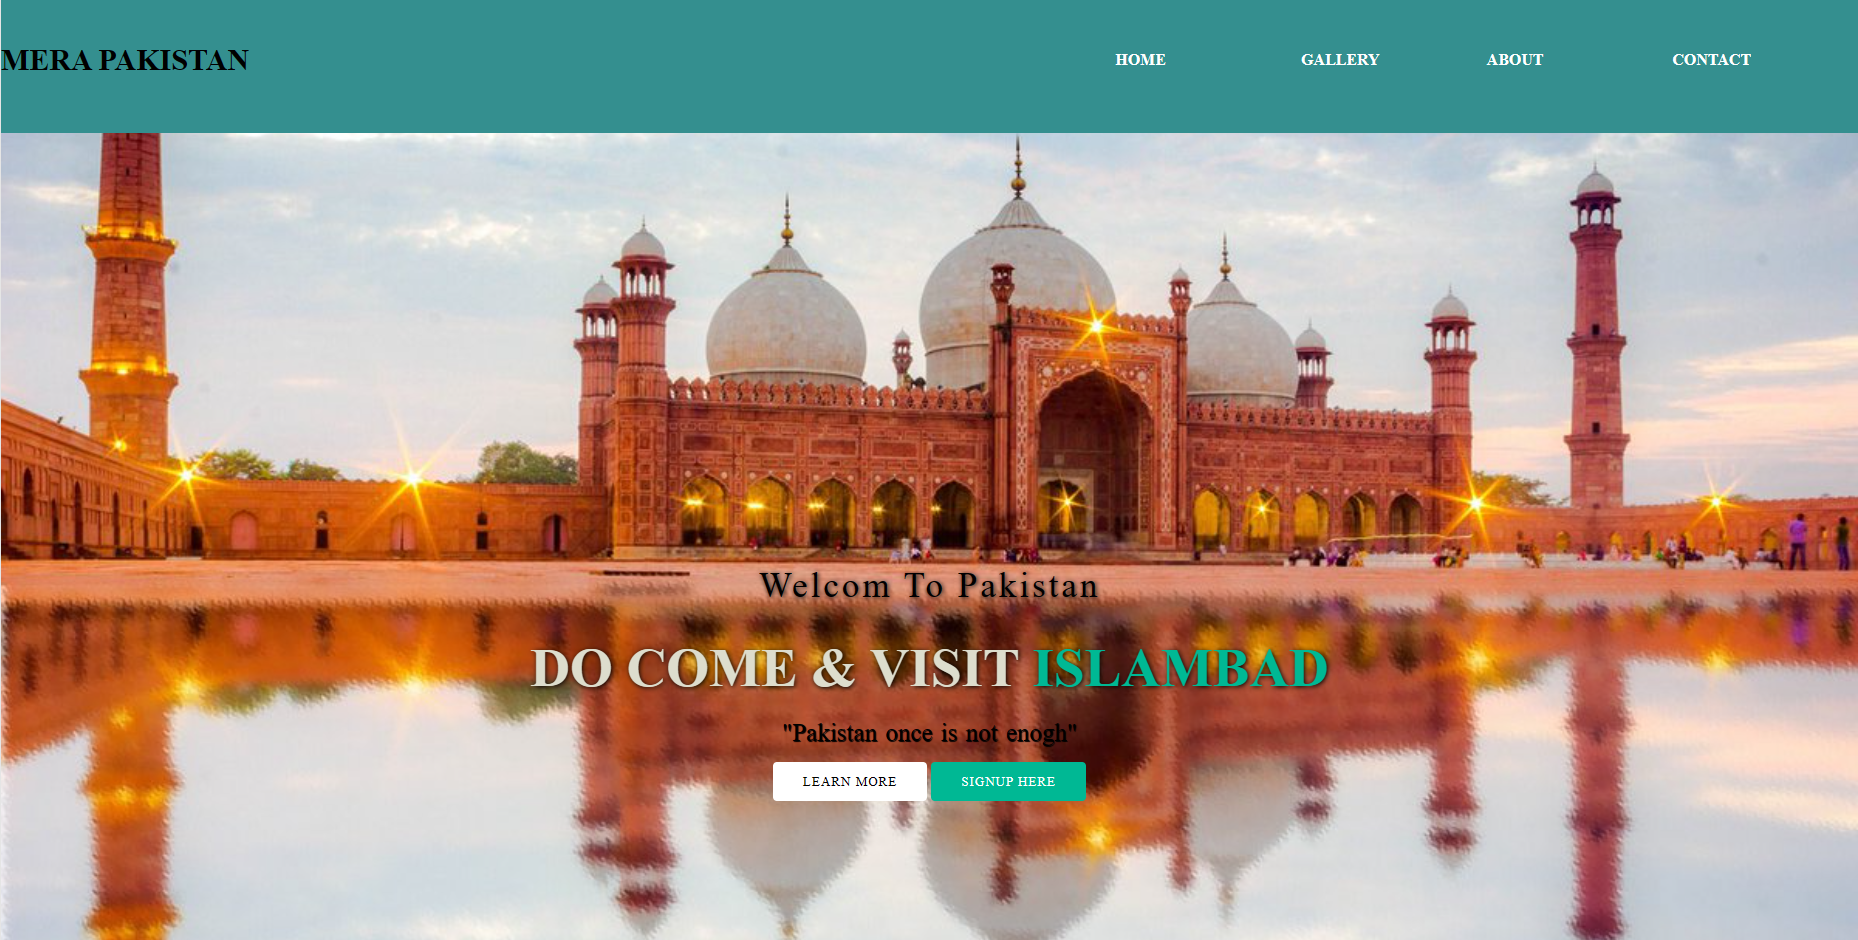 MERA PAKISTAN
HOME GALLERY ABOUT CONTACT
Welcom To Pakistan
DO COME & VISIT ISLAMBAD
"Pakistan once is not enogh"
LEARN MORE SIGNUP HERE